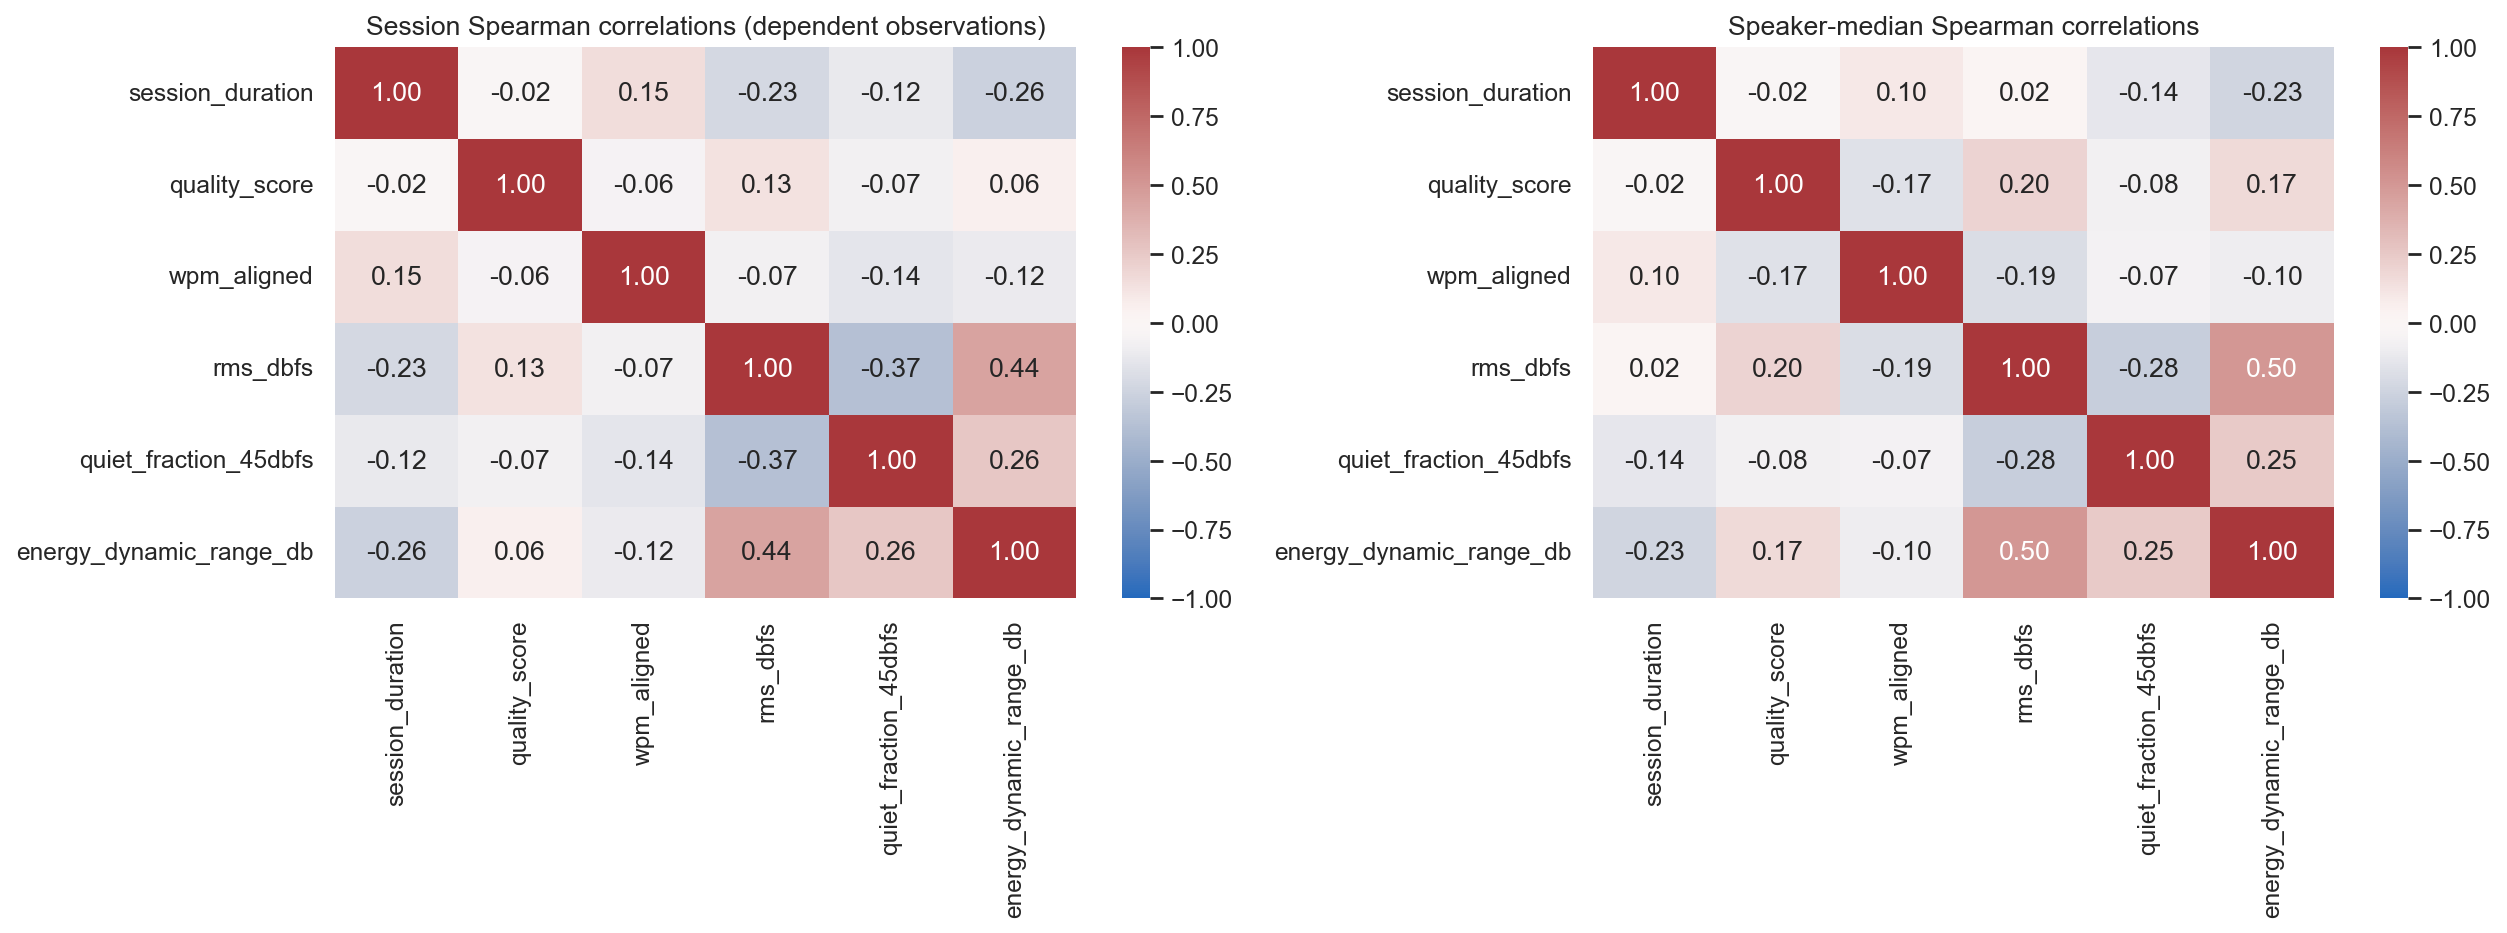 Session Spearman correlations (dependent observations)
session_duration 1.00 -0.02 0.15 -0.23 -0.12 -0.26
quality_score -0.02 1.00 -0.06 0.13 -0.07 0.06
wpm_aligned 0.15 -0.06 1.00 -0.07 -0.14 -0.12
rms_dbfs -0.23 0.13 -0.07 1.00 -0.37 0.44
quiet_fraction_45dbfs -0.12 -0.07 -0.14 -0.37 1.00 0.26
energy_dynamic_range_db -0.26 0.06 -0.12 0.44 0.26 1.00
session_duration
quality_score
wpm_aligned
rms_dbfs
quiet_fraction_45dbfs
energy_dynamic_range_db
1.00
0.75
0.50
0.25
0.00
−0.25
−0.50
−0.75
−1.00
Speaker-median Spearman correlations
session_duration 1.00 -0.02 0.10 0.02 -0.14 -0.23
quality_score -0.02 1.00 -0.17 0.20 -0.08 0.17
wpm_aligned 0.10 -0.17 1.00 -0.19 -0.07 -0.10
rms_dbfs 0.02 0.20 -0.19 1.00 -0.28 0.50
quiet_fraction_45dbfs -0.14 -0.08 -0.07 -0.28 1.00 0.25
energy_dynamic_range_db -0.23 0.17 -0.10 0.50 0.25 1.00
session_duration
quality_score
wpm_aligned
rms_dbfs
quiet_fraction_45dbfs
energy_dynamic_range_db
1.00
0.75
0.50
0.25
0.00
−0.25
−0.50
−0.75
−1.00